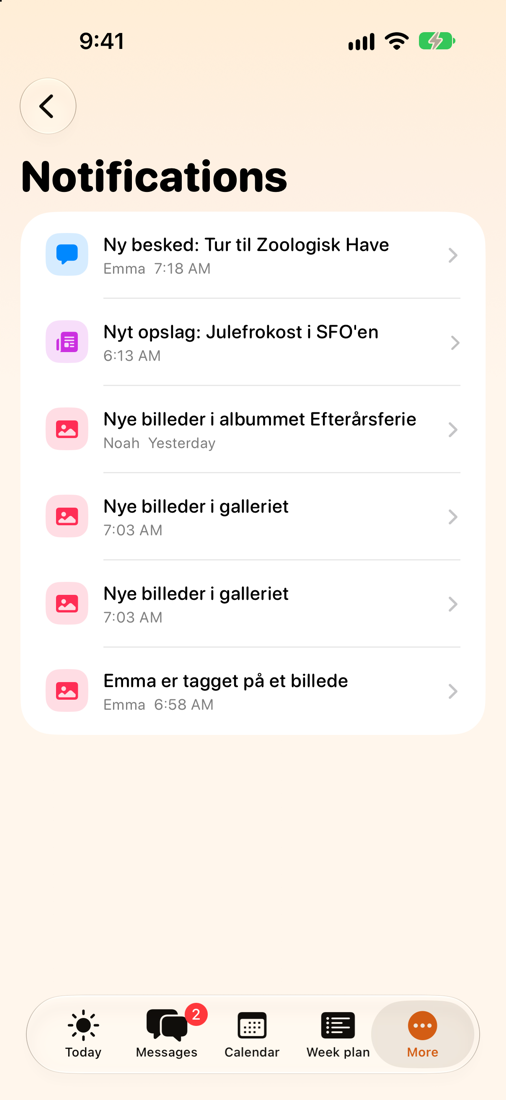 9:41
Notifications
Ny besked: Tur til Zoologisk Have
Emma 7:18 AM
Nyt opslag: Julefrokost i SFO'en
6:13 AM
Nye billeder i albummet Efterårsferie
Noah Yesterday
Nye billeder i galleriet
7:03 AM
Nye billeder i galleriet
7:03 AM
Emma er tagget på et billede
Emma 6:58 AM
2
Today Messages Calendar Week plan More